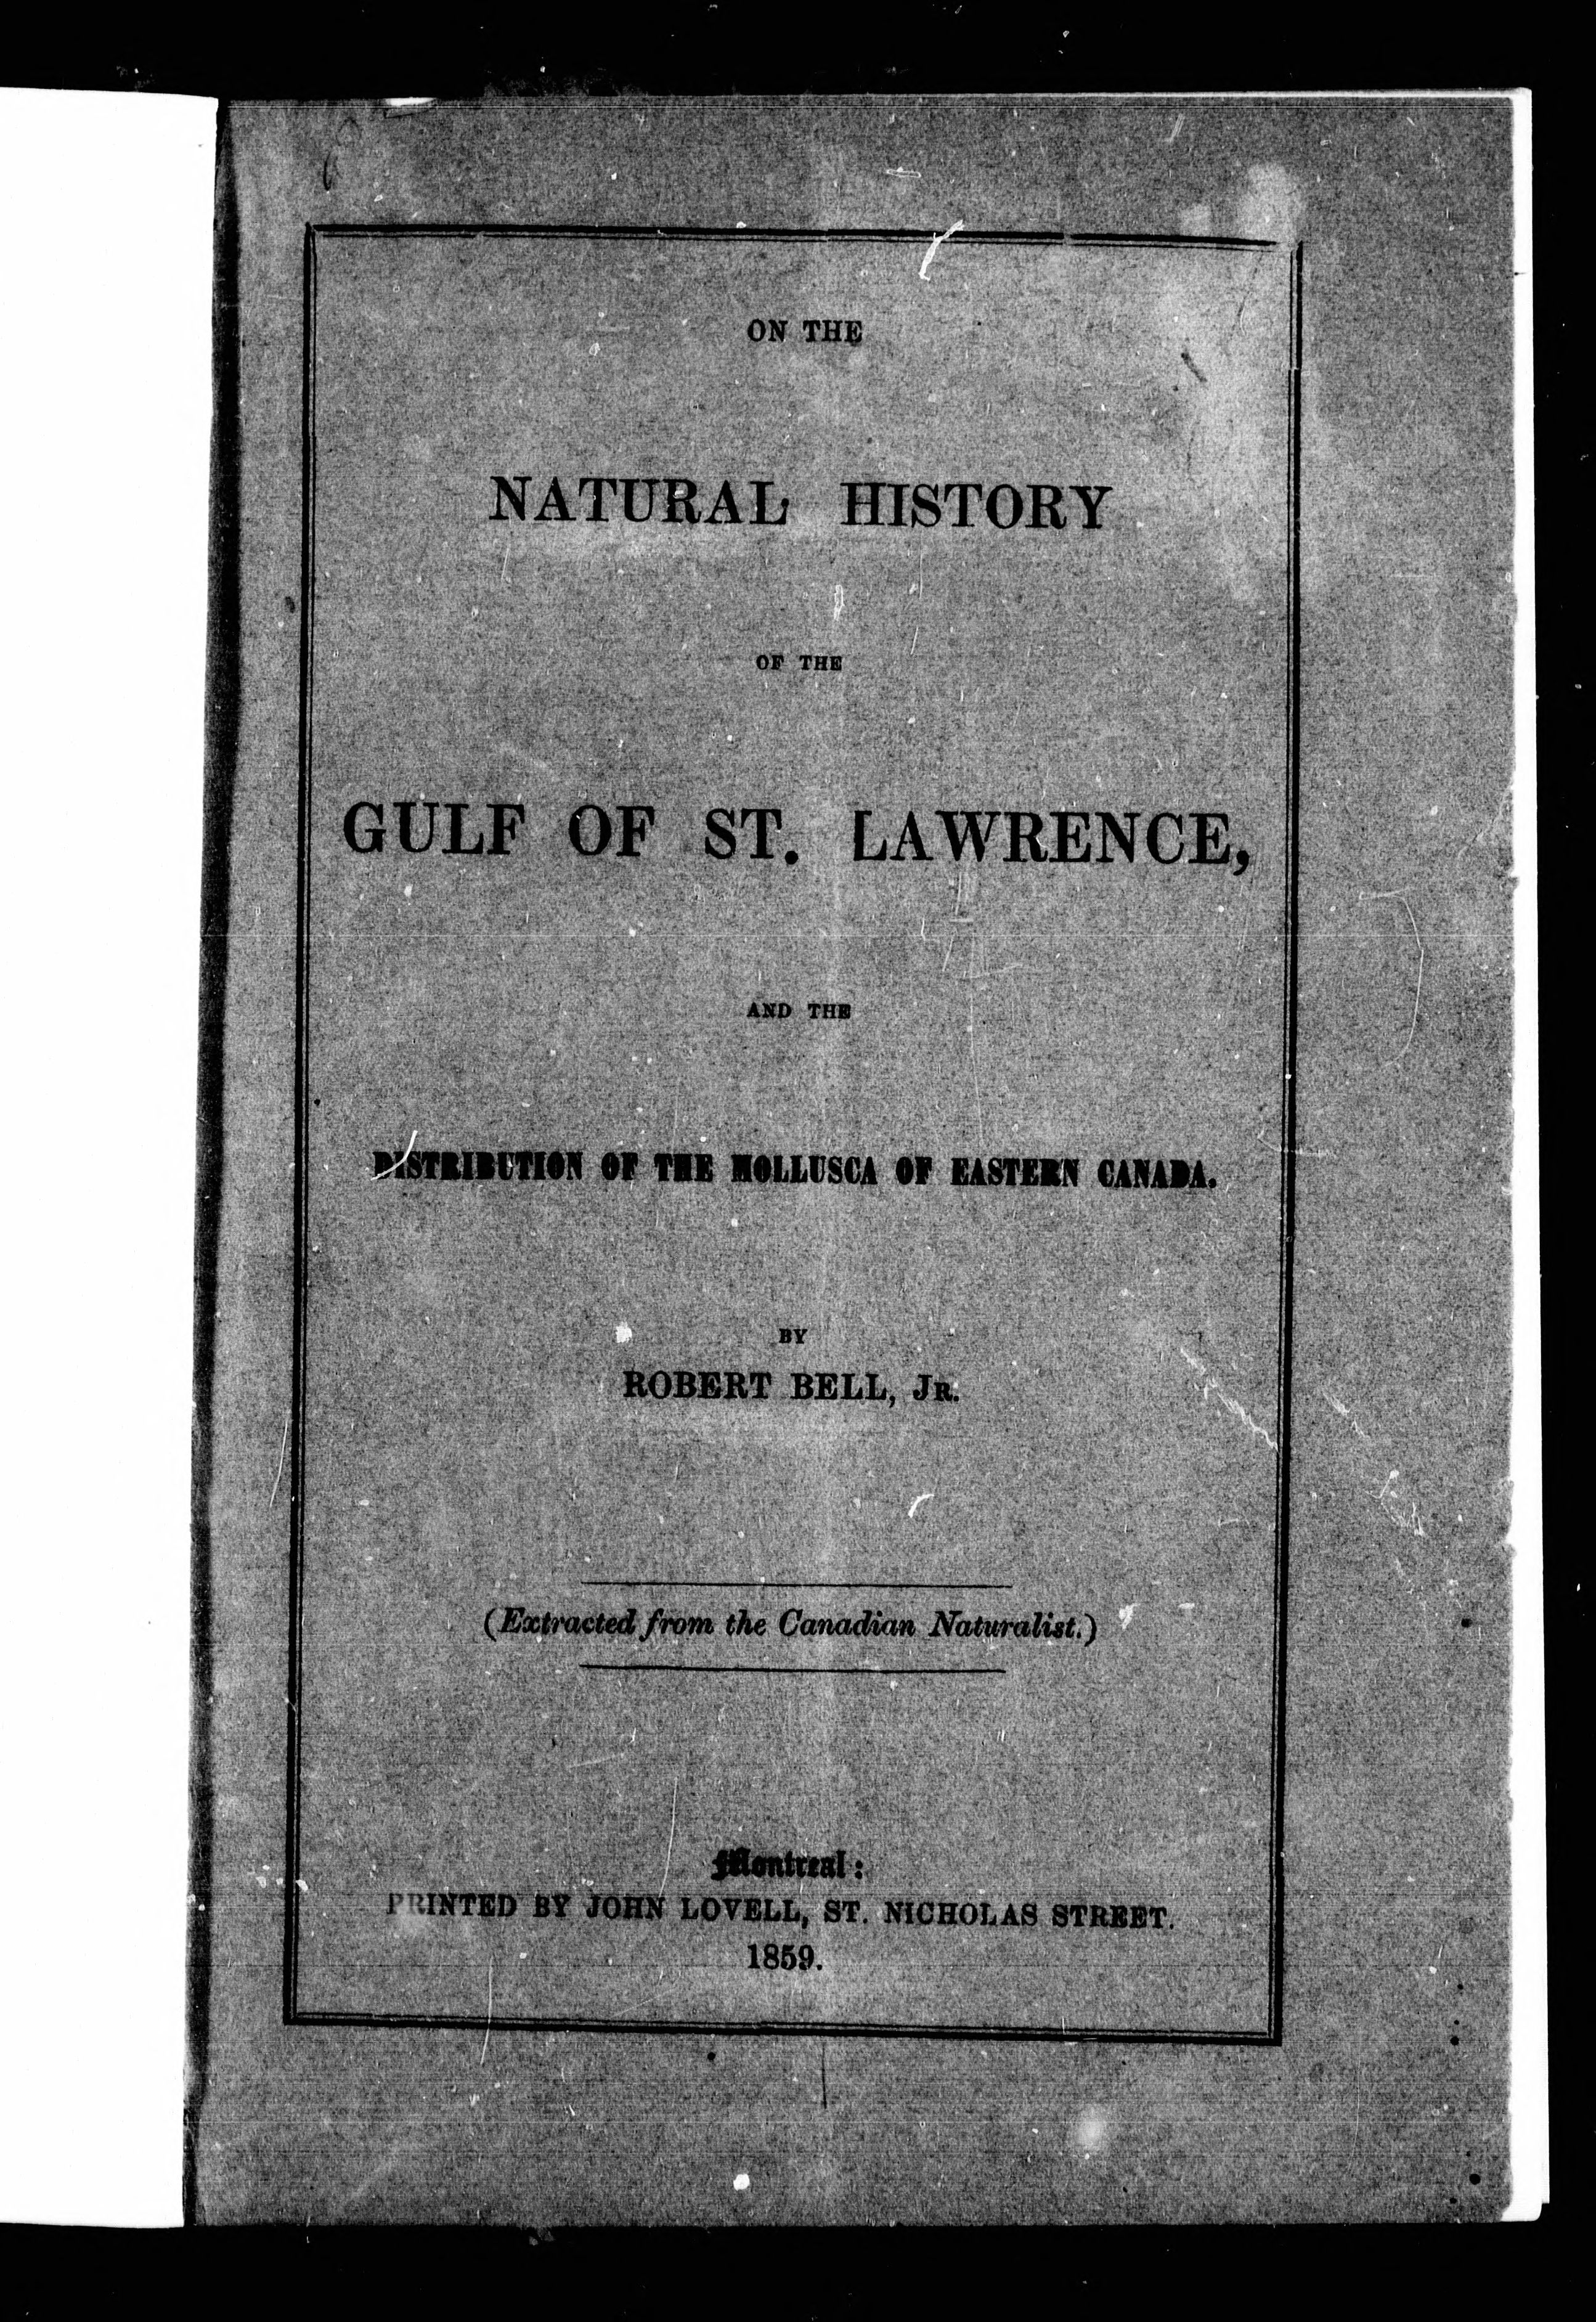 ON THE
NATURAL HISTORY
OF THE
GULF OF ST. LAWRENCE,
AND THE
DISTRIBUTION OF THE MOLLUSCA OF EASTERN CANADA.
BY
ROBERT BELL, JR.
(Extracted from the Canadian Naturalist.)
Montreal:
PRINTED BY JOHN LOVELL, ST. NICHOLAS STREET.
1859.